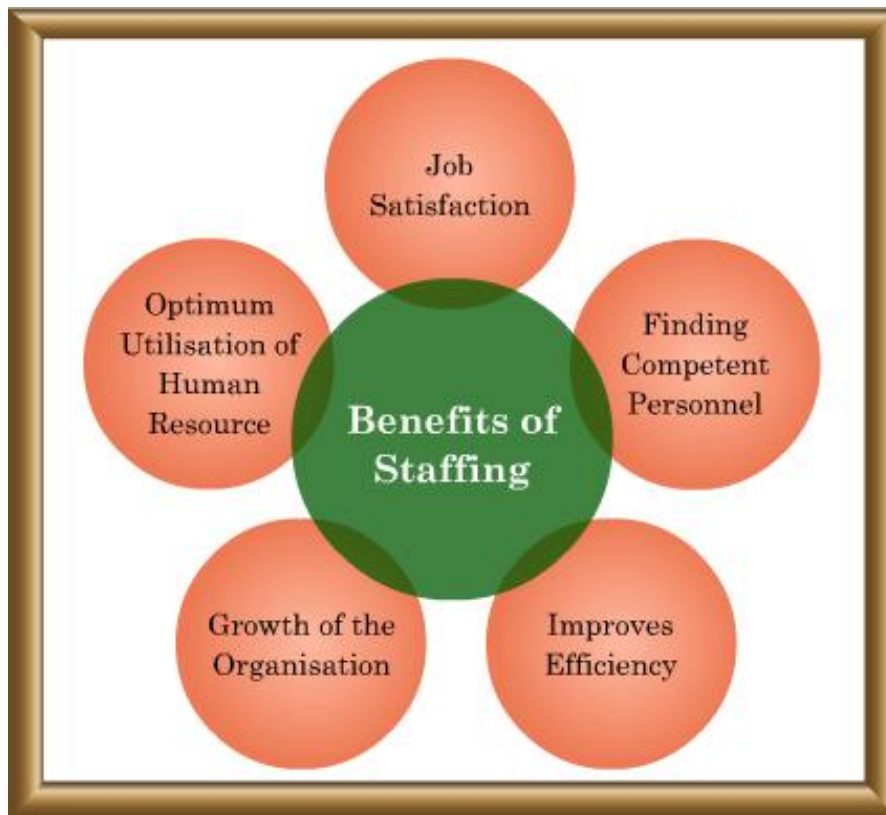 Job
Satisfaction
Finding
Competent
Personnel
Improves
Efficiency
Growth of the
Organisation
Optimum
Utilisation of
Human
Resource
Benefits of
Staffing